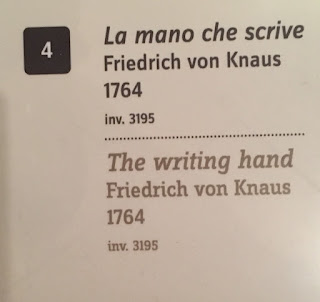 4
La mano che scrive
Friedrich von Knaus
1764
inv. 3195
The writing hand
Friedrich von Knaus
1764
inv. 3195